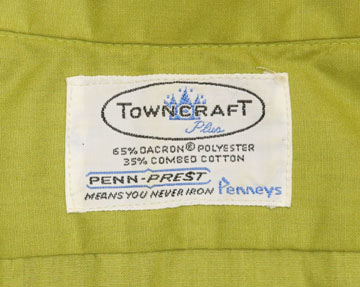 TOWNCRAFT
Plus
65% DACRON® POLYESTER
35% COMBED COTTON
PENN-PREST
MEANS YOU NEVER IRON Penneys